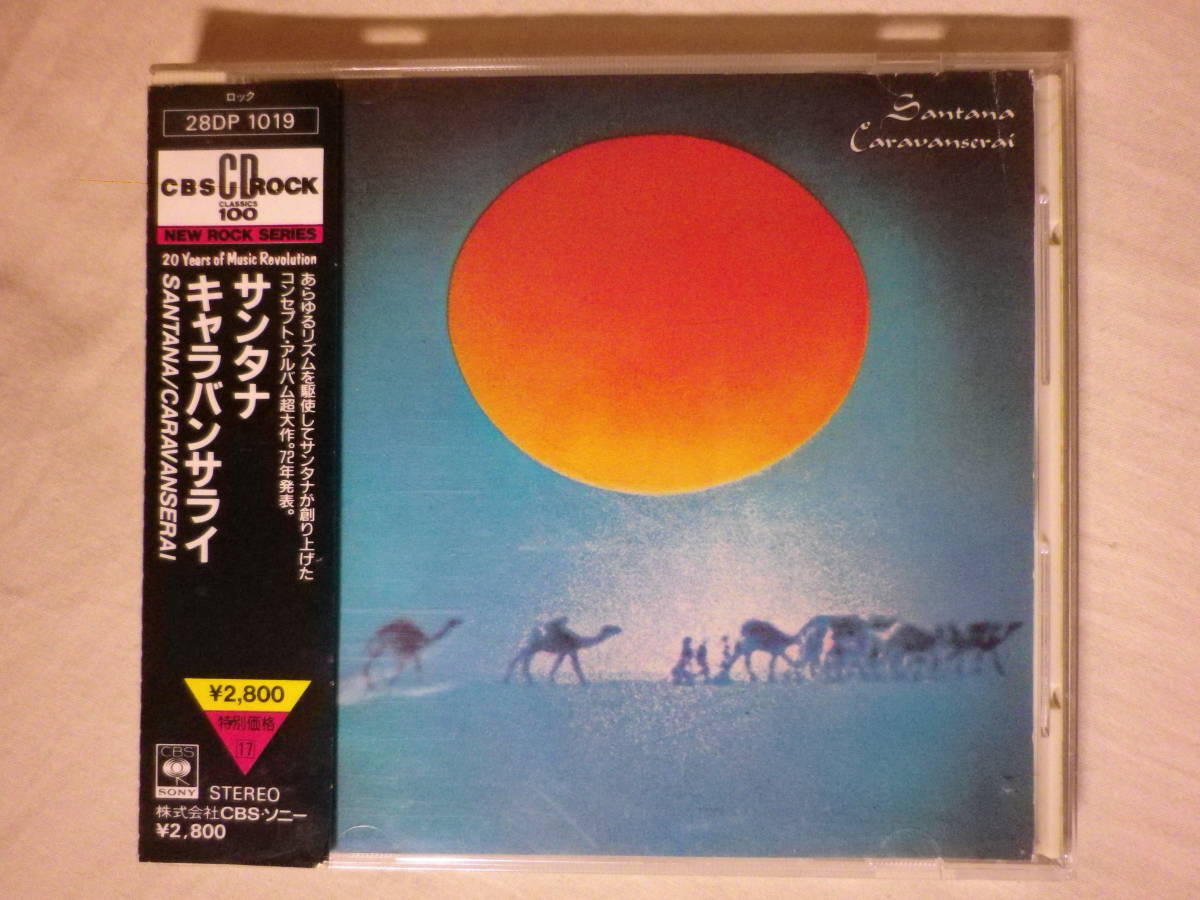 ロック
28DP 1019
CBS CD ROCK
CLASSICS
100
NEW ROCK SERIES
20 Years of Music Revolution
あらゆるリズムを駆使してサンタナが創り上げた
コンセプト・アルバム超大作。72年発表。
サンタナ
キャラバンサライ
SANTANA/CARAVANSERAI
¥2,800
特別価格
17
CBS
SONY
STEREO
株式会社CBS・ソニー
¥2,800
Santana
Caravanserai